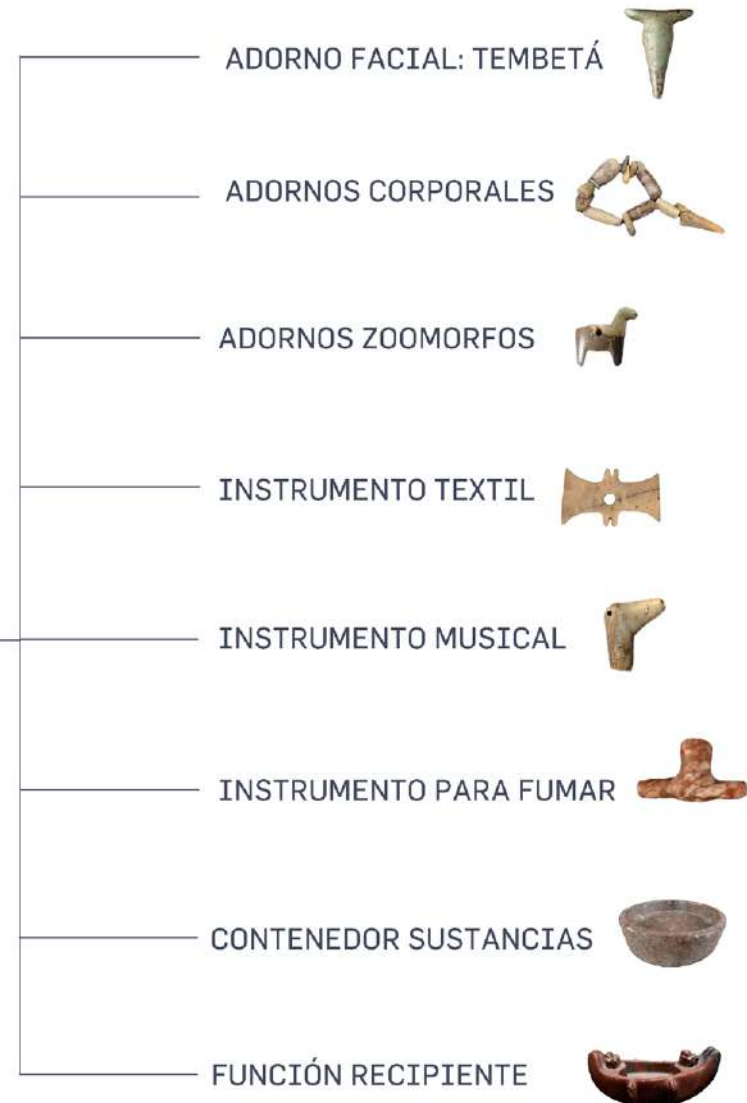 ADORNO FACIAL: TEMBETÁ
ADORNOS CORPORALES
ADORNOS ZOOMORFOS
INSTRUMENTO TEXTIL
INSTRUMENTO MUSICAL
INSTRUMENTO PARA FUMAR
CONTENEDOR SUSTANCIAS
FUNCIÓN RECIPIENTE